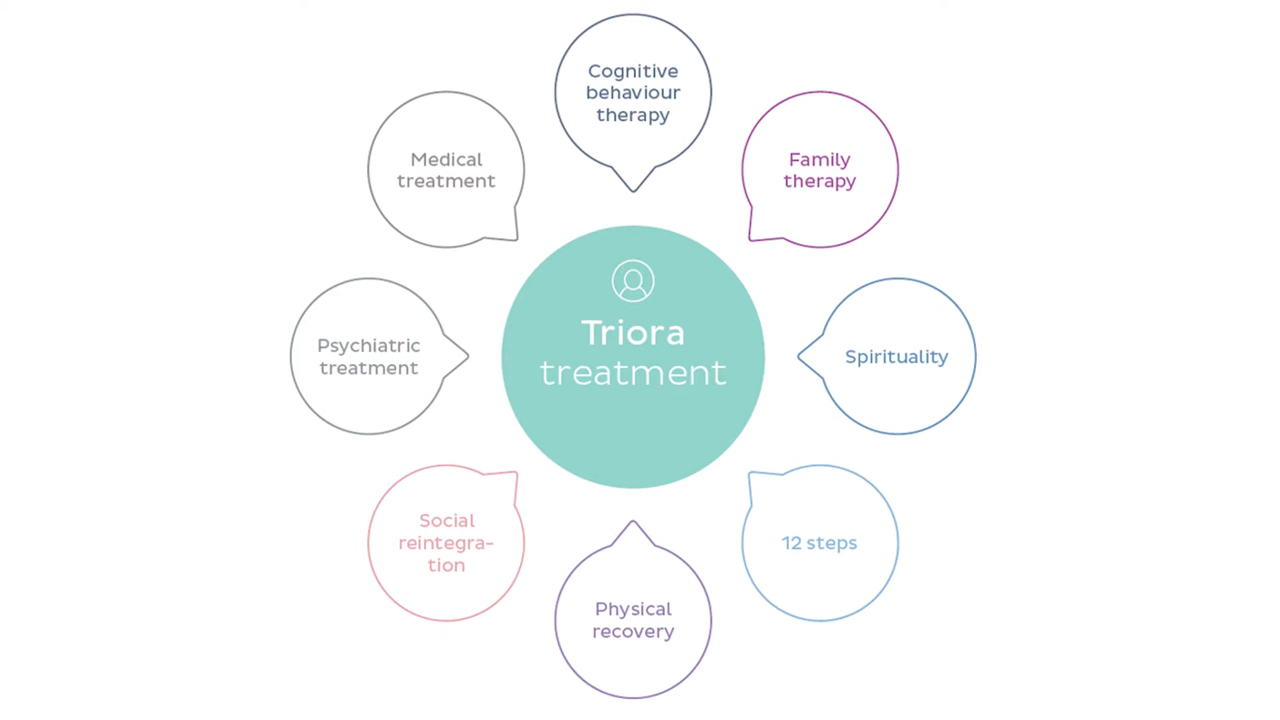 Cognitive
behaviour
therapy
Family
therapy
Spirituality
12 steps
Physical
recovery
Social
reintegra-
tion
Psychiatric
treatment
Medical
treatment
Triora
treatment